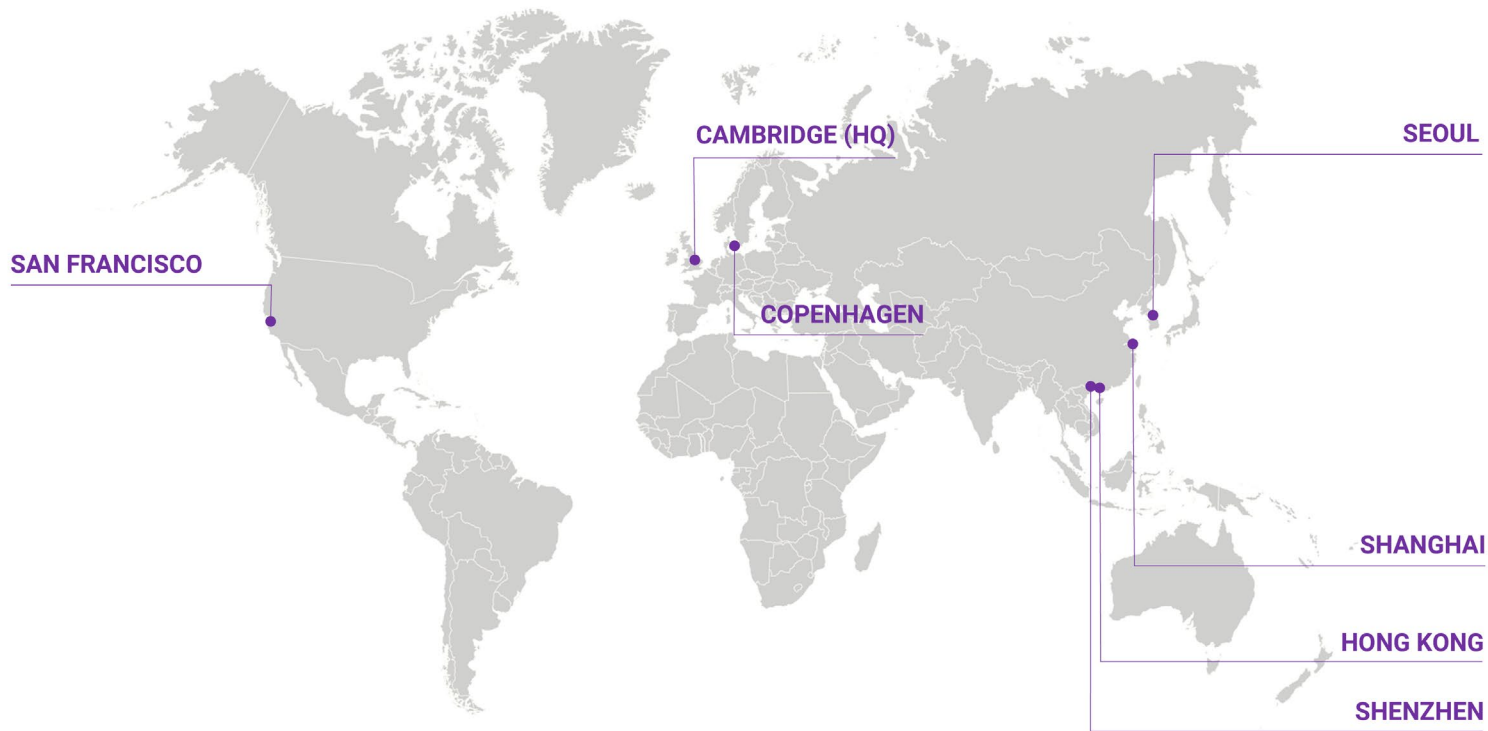 CAMBRIDGE (HQ)
SEOUL
SAN FRANCISCO
COPENHAGEN
SHANGHAI
HONG KONG
SHENZHEN